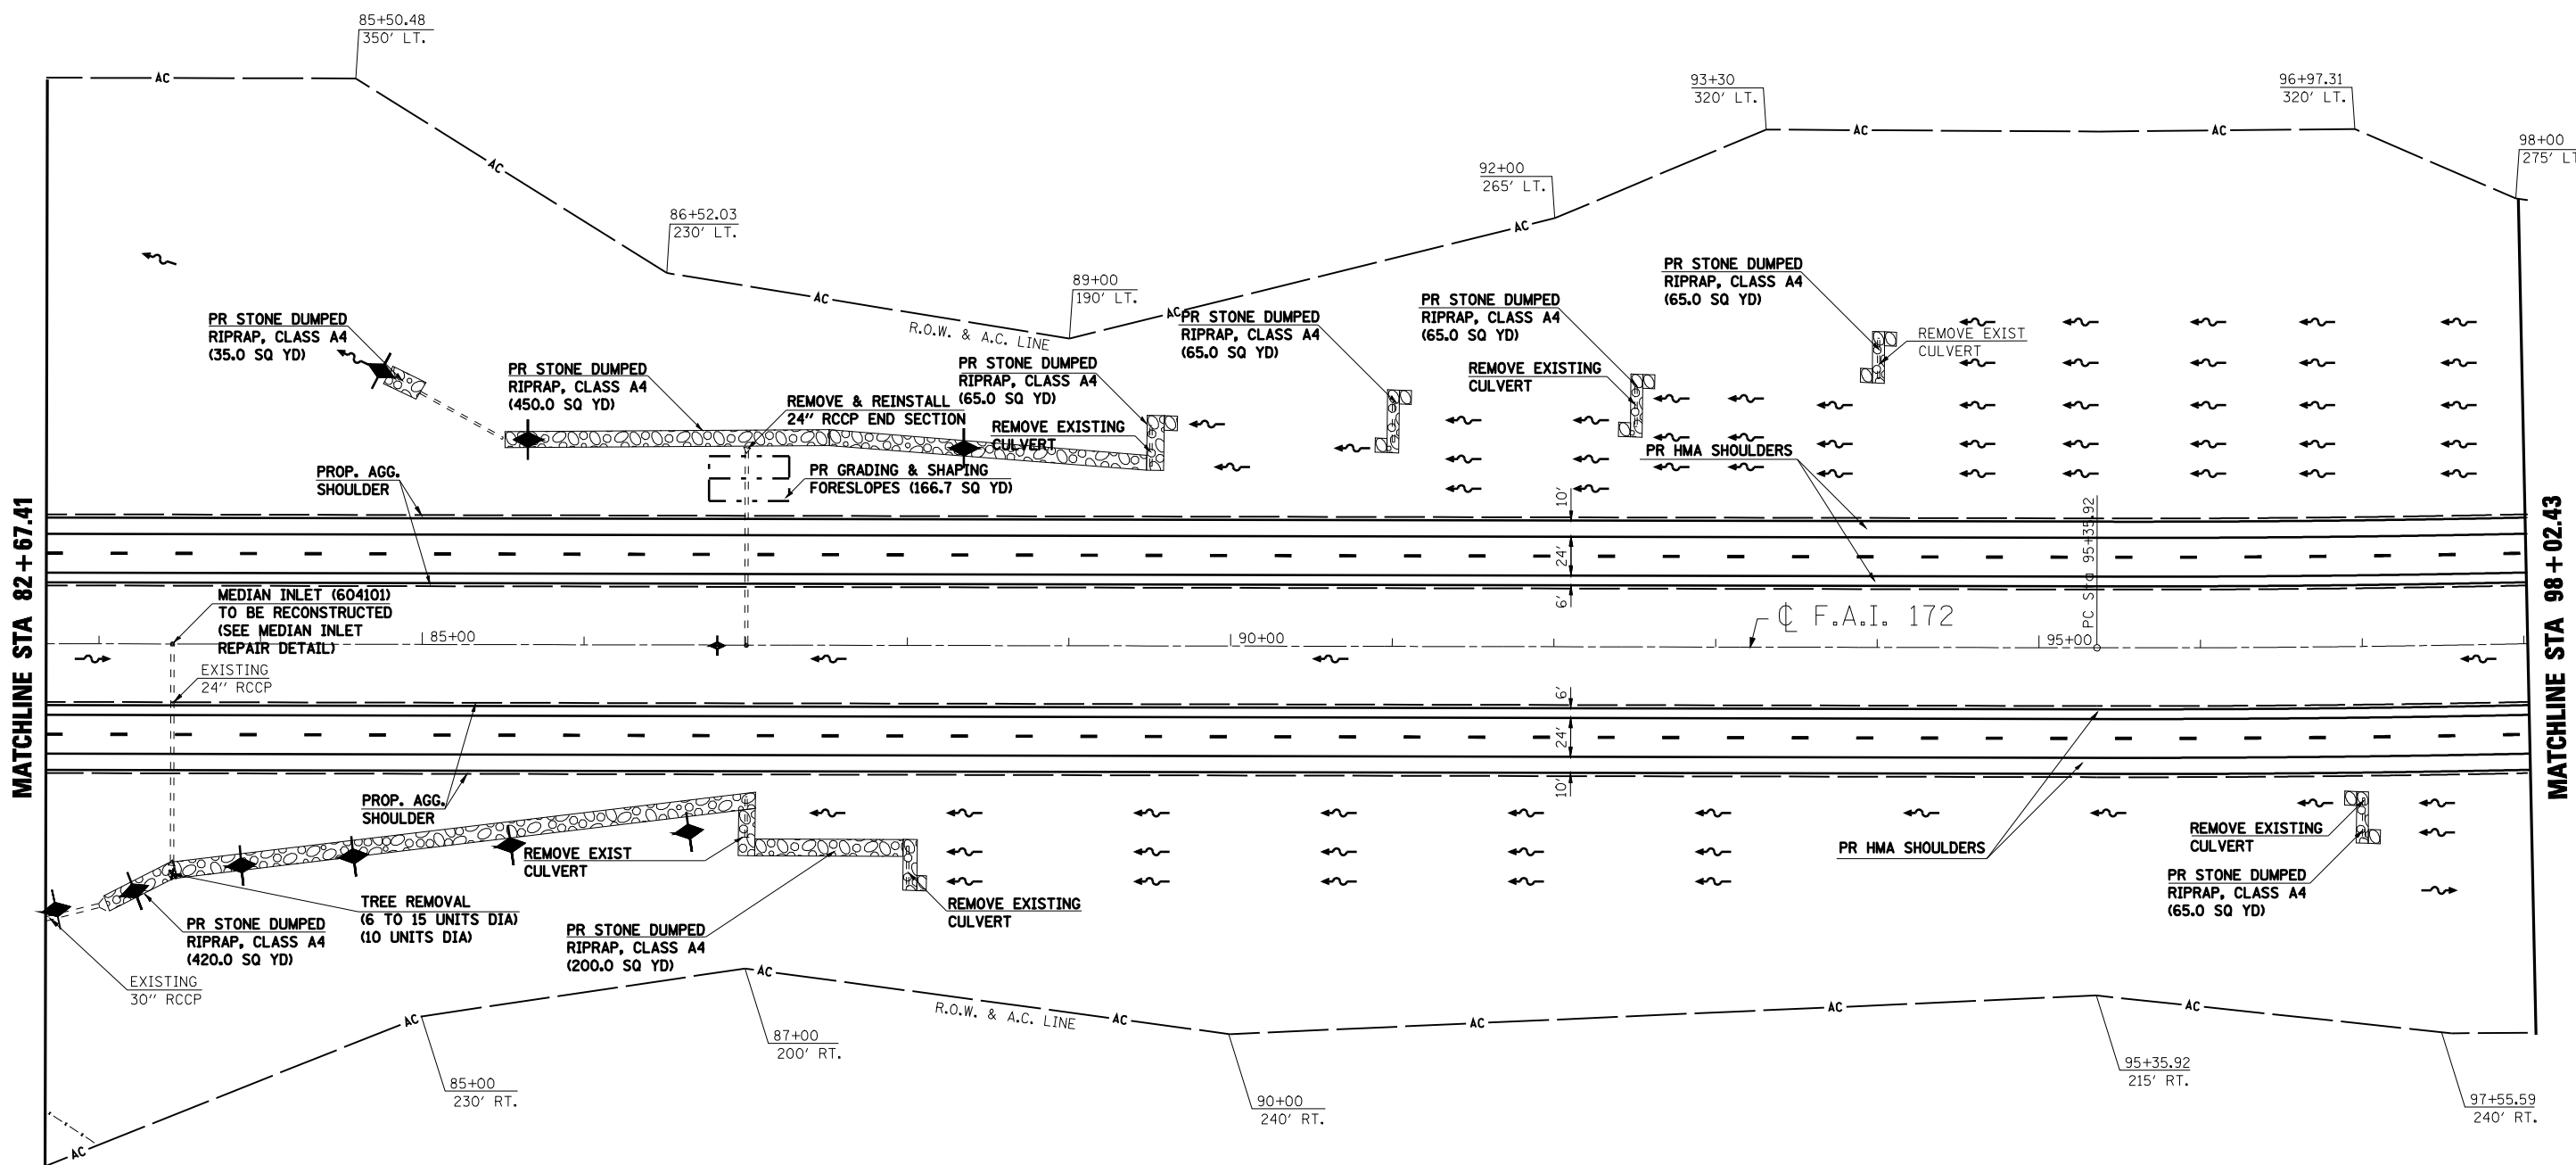 85+50.48
350' LT.
93+30
320' LT.
96+97.31
320' LT.
98+00
275' LT
92+00
265' LT.
86+52.03
230' LT.
89+00
190' LT.
AC
AC
AC
AC
AC
AC
AC
R.O.W. & A.C. LINE
PR STONE DUMPED
RIPRAP, CLASS A4
(35.0 SQ YD)
PR STONE DUMPED
RIPRAP, CLASS A4
(450.0 SQ YD)
PR STONE DUMPED
RIPRAP, CLASS A4
(65.0 SQ YD)
PR STONE DUMPED
RIPRAP, CLASS A4
(65.0 SQ YD)
PR STONE DUMPED
RIPRAP, CLASS A4
(65.0 SQ YD)
PR STONE DUMPED
RIPRAP, CLASS A4
(65.0 SQ YD)
REMOVE EXIST
CULVERT
REMOVE EXISTING
CULVERT
REMOVE & REINSTALL
24" RCCP END SECTION
REMOVE EXISTING
CULVERT
PR GRADING & SHAPING
FORESLOPES (166.7 SQ YD)
PR HMA SHOULDERS
PROP. AGG.
SHOULDER
MATCHLINE STA 82+67.41
MATCHLINE STA 98+02.43
10'
24'
6'
PC Sta 95+35.92
MEDIAN INLET (604101)
TO BE RECONSTRUCTED
(SEE MEDIAN INLET
REPAIR DETAIL)
85+00
90+00
95+00
℄ F.A.I. 172
EXISTING
24" RCCP
6'
24'
10'
PROP. AGG.
SHOULDER
REMOVE EXIST
CULVERT
PR HMA SHOULDERS
REMOVE EXISTING
CULVERT
PR STONE DUMPED
RIPRAP, CLASS A4
(65.0 SQ YD)
TREE REMOVAL
(6 TO 15 UNITS DIA)
(10 UNITS DIA)
REMOVE EXISTING
CULVERT
PR STONE DUMPED
RIPRAP, CLASS A4
(420.0 SQ YD)
PR STONE DUMPED
RIPRAP, CLASS A4
(200.0 SQ YD)
EXISTING
30" RCCP
AC
AC
AC
AC
AC
AC
AC
R.O.W. & A.C. LINE
87+00
200' RT.
85+00
230' RT.
90+00
240' RT.
95+35.92
215' RT.
97+55.59
240' RT.